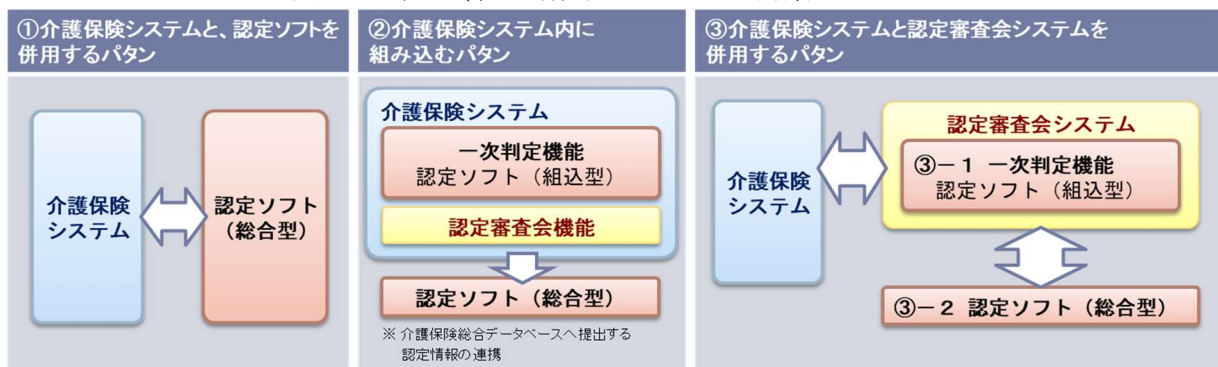 ①介護保険システムと、認定ソフトを
併用するパタン
介護保険
システム
認定ソフト
（総合型）
②介護保険システム内に
組み込むパタン
介護保険システム
一次判定機能
認定ソフト（組込型）
認定審査会機能
認定ソフト（総合型）
※ 介護保険総合データベースへ提出する
認定情報の連携
③介護保険システムと認定審査会システムを
併用するパタン
介護保険
システム
認定審査会システム
③－１ 一次判定機能
認定ソフト（組込型）
③－２ 認定ソフト（総合型）